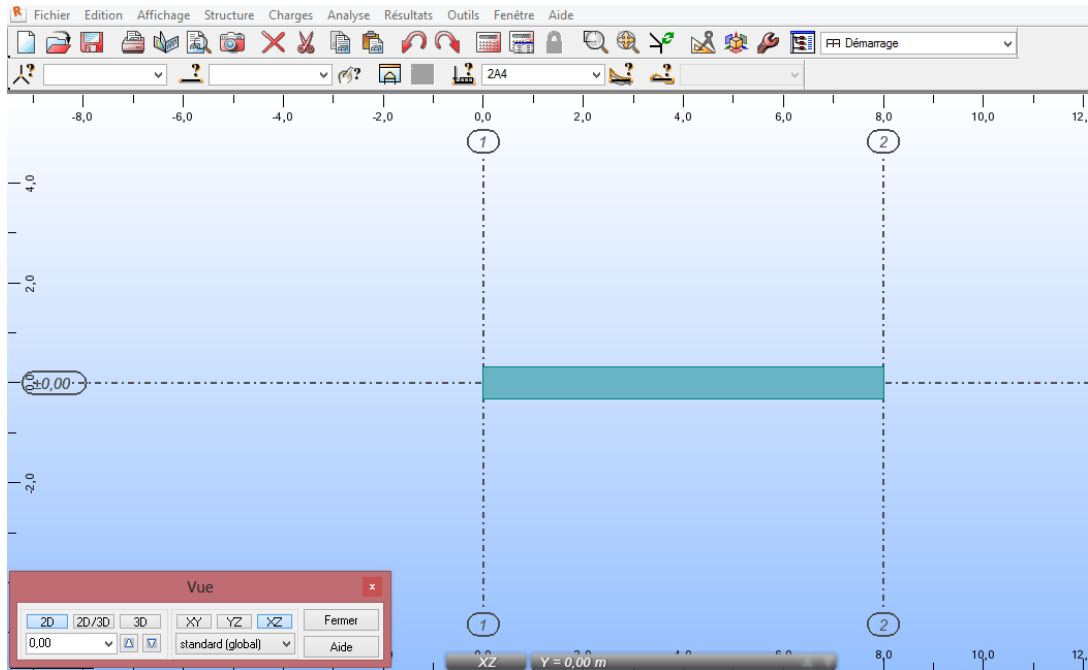 Fichier Edition Affichage Structure Charges Analyse Résultats Outils Fenêtre Aide
Démarrage
2A4
-8,0 -6,0 -4,0 -2,0 0,0 2,0 4,0 6,0 8,0 10,0 12,
1 2
4,0
2,0
0,0
±0,00
-2,0
Vue x
2D 2D/3D 3D XY YZ XZ Fermer
0,00 standard (global) Aide
1 2
XZ Y = 0,00 m
8,0 10,0 12,